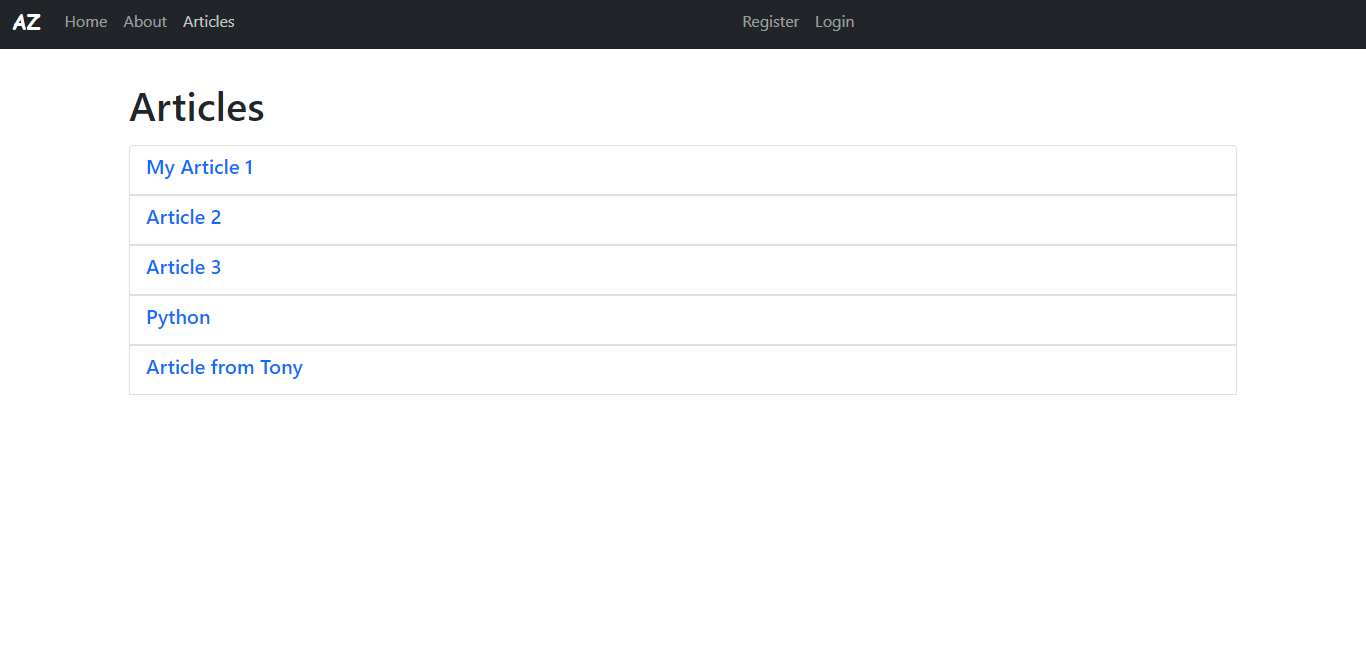 AZ Home About Articles Register Login
Articles
My Article 1
Article 2
Article 3
Python
Article from Tony